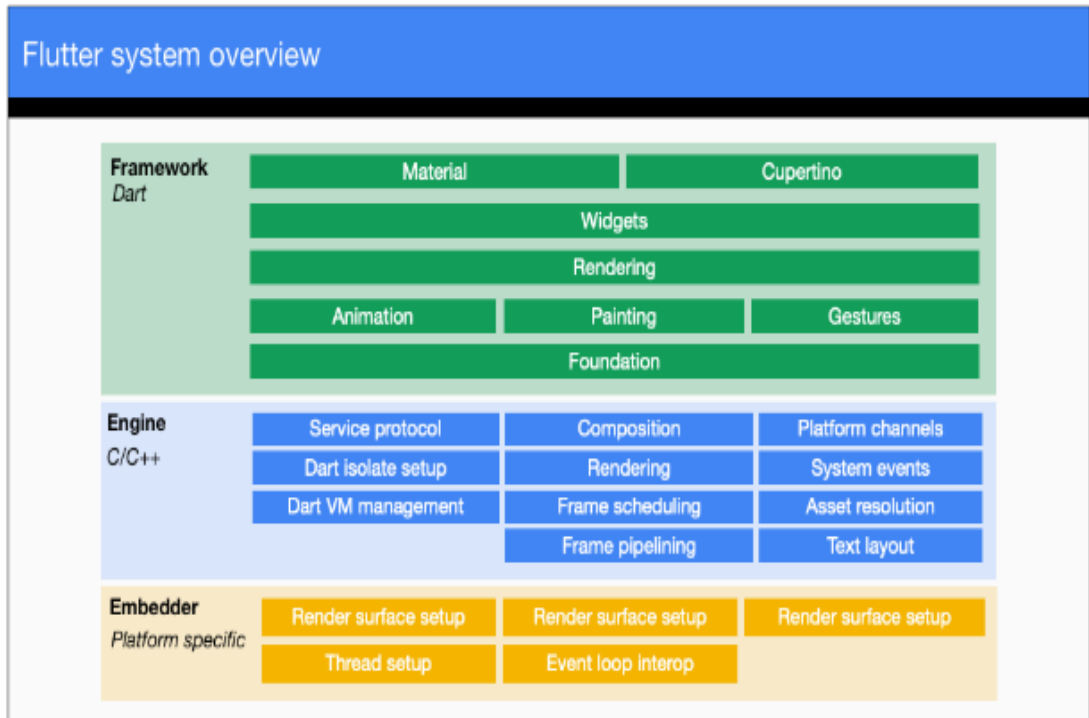 Flutter system overview
Framework
Dart
Material Cupertino
Widgets
Rendering
Animation Painting Gestures
Foundation
Engine
C/C++
Service protocol Composition Platform channels
Dart isolate setup Rendering System events
Dart VM management Frame scheduling Asset resolution
Frame pipelining Text layout
Embedder
Platform specific
Render surface setup Render surface setup Render surface setup
Thread setup Event loop interop